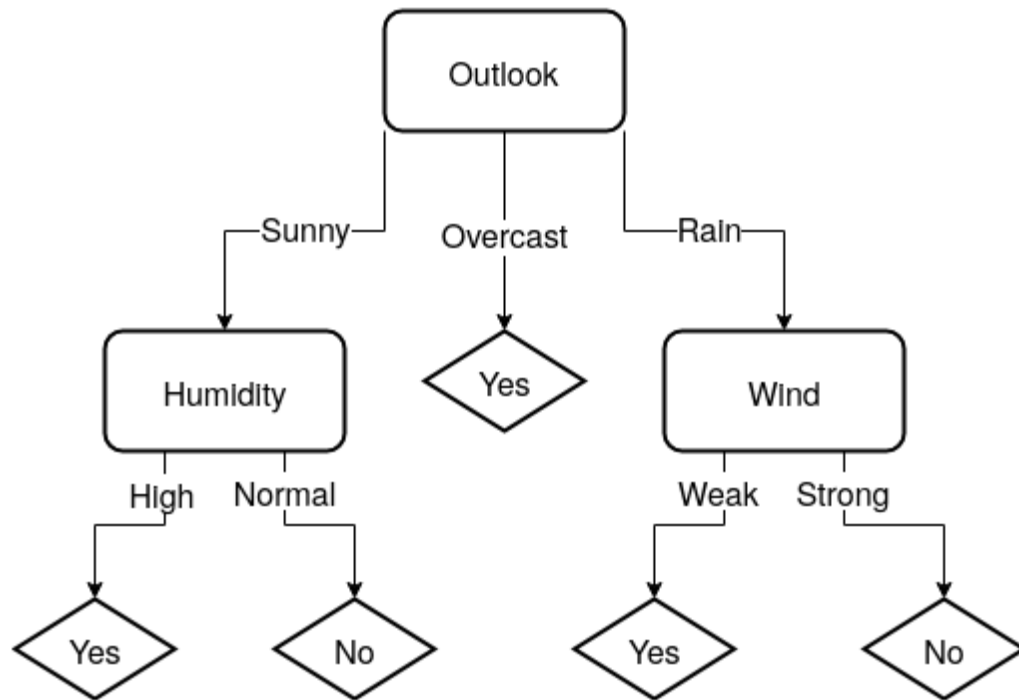 Outlook
Sunny
Overcast
Rain
Humidity
Yes
Wind
High
Normal
Weak
Strong
Yes
No
Yes
No